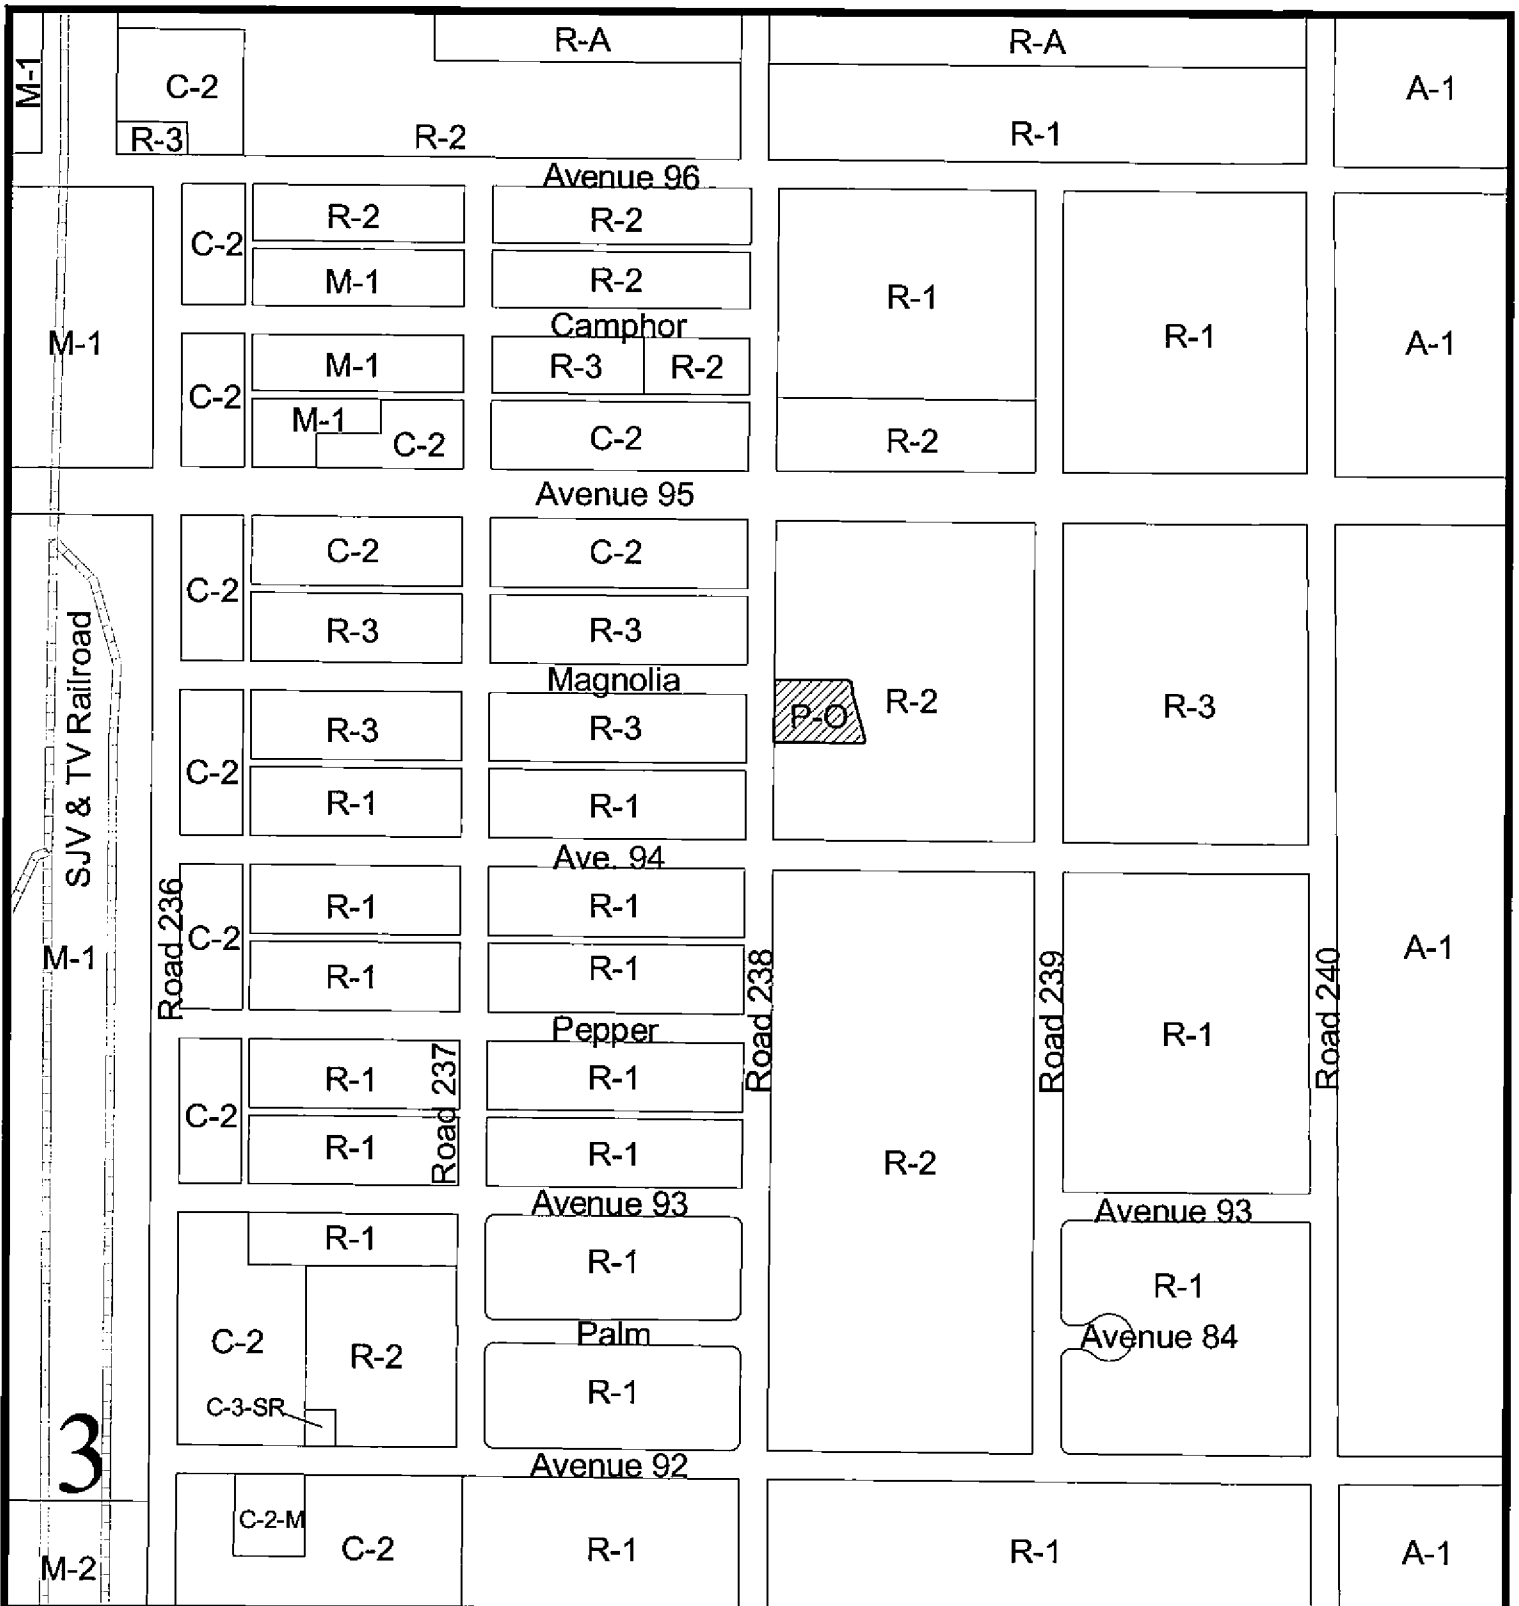 R-A
R-A
M-1
C-2
A-1
R-3
R-2
R-1
Avenue 96
C-2
R-2
R-2
M-1
R-2
R-1
R-1
M-1
A-1
Camphor
C-2
M-1
R-3
R-2
M-1
C-2
C-2
R-2
Avenue 95
C-2
C-2
C-2
R-3
R-3
SJV & TV Railroad
Magnolia
C-2
R-3
R-3
P-O
R-2
R-3
R-1
R-1
Ave. 94
Road 236
C-2
R-1
R-1
R-1
R-1
M-1
A-1
Road 238
Road 239
Road 240
Pepper
R-1
C-2
R-1
Road 237
R-1
R-1
R-1
R-2
Avenue 93
Avenue 93
R-1
R-1
R-1
C-2
R-2
Palm
Avenue 84
R-1
C-3-SR
3
Avenue 92
C-2-M
C-2
R-1
R-1
A-1
M-2